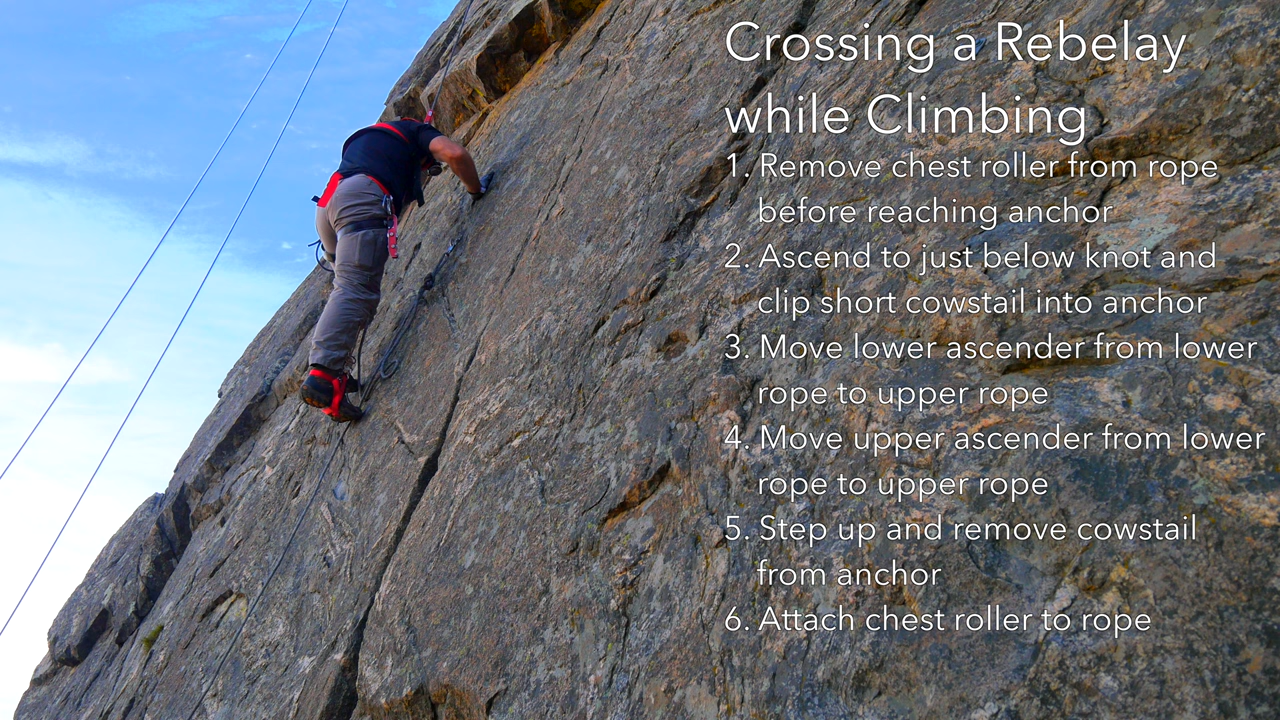 Crossing a Rebelay
while Climbing
1. Remove chest roller from rope
before reaching anchor
2. Ascend to just below knot and
clip short cowstail into anchor
3. Move lower ascender from lower
rope to upper rope
4. Move upper ascender from lower
rope to upper rope
5. Step up and remove cowstail
from anchor
6. Attach chest roller to rope